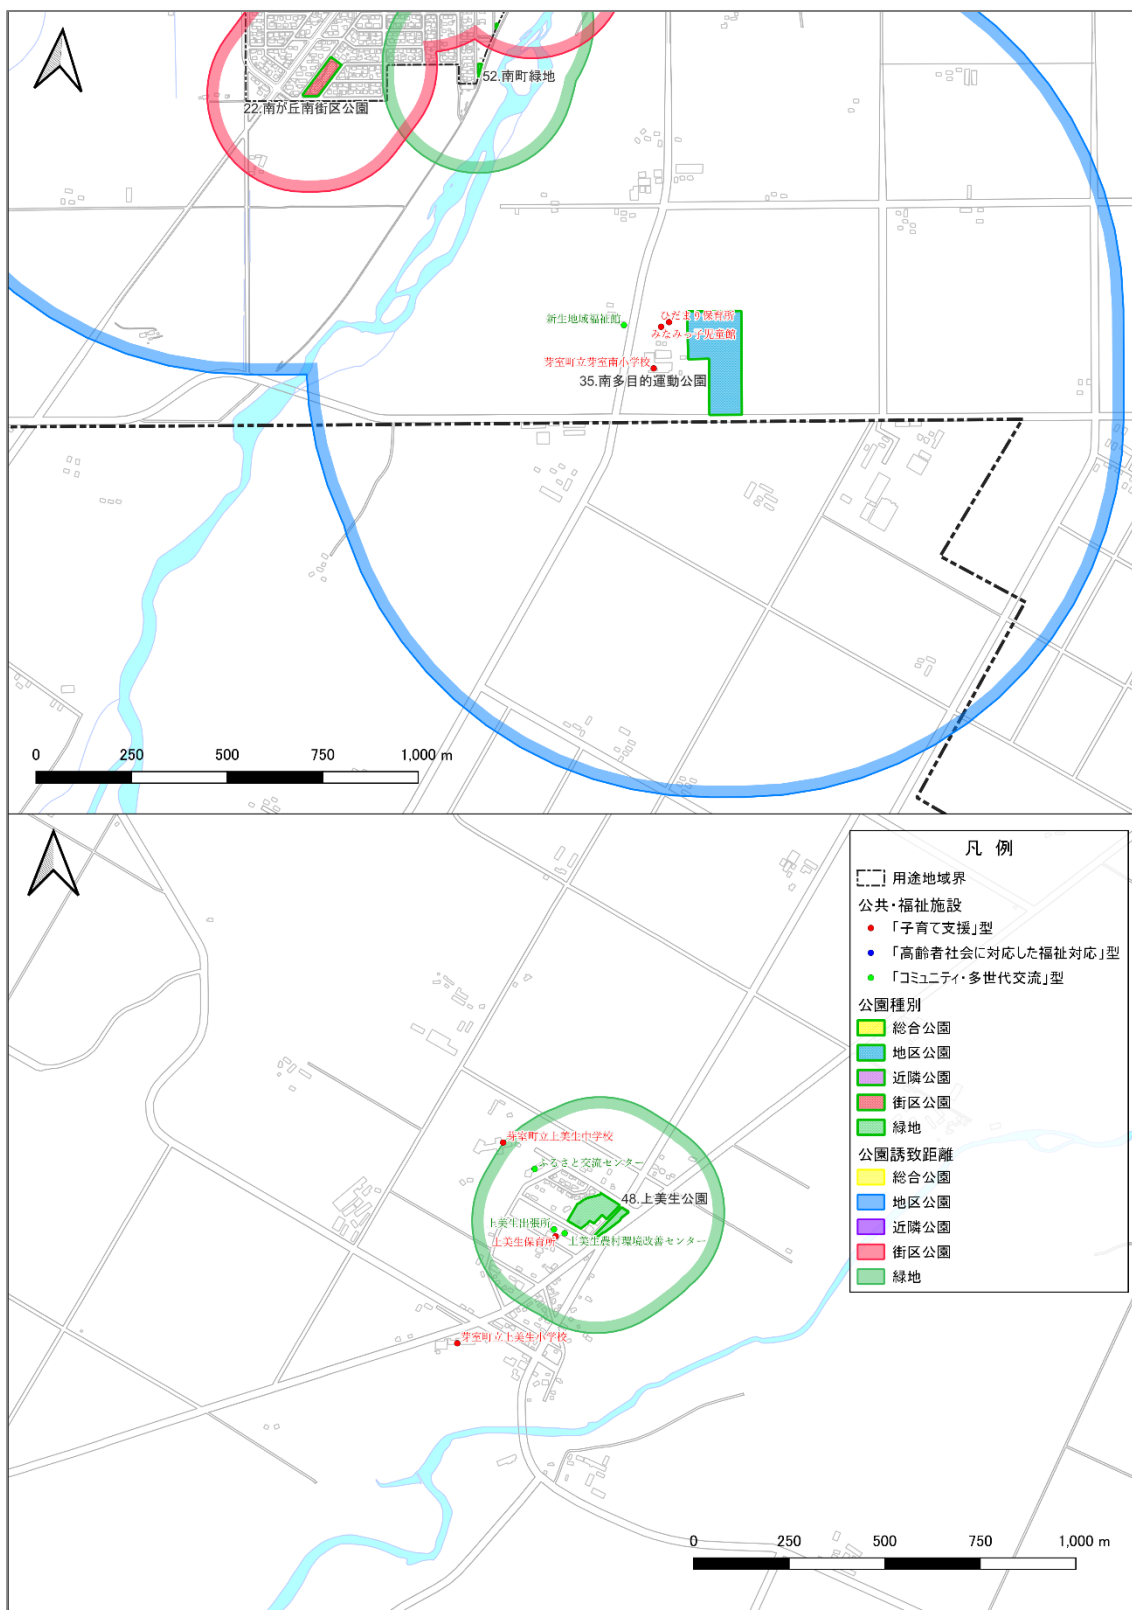 52.南町緑地
22.南が丘南街区公園
新生地域福祉館
ひだまり保育所
みなみっ子児童館
芽室町立芽室南小学校
35.南多目的運動公園
0 250 500 750 1,000 m
凡 例
用途地域界
公共・福祉施設
「子育て支援」型
「高齢者社会に対応した福祉対応」型
「コミュニティ・多世代交流」型
公園種別
総合公園
地区公園
近隣公園
街区公園
緑地
公園誘致距離
総合公園
地区公園
近隣公園
街区公園
緑地
芽室町立上美生中学校
ふるさと交流センター
48.上美生公園
上美生出張所
上美生保育所
上美生農村環境改善センター
芽室町立上美生小学校
0 250 500 750 1,000 m